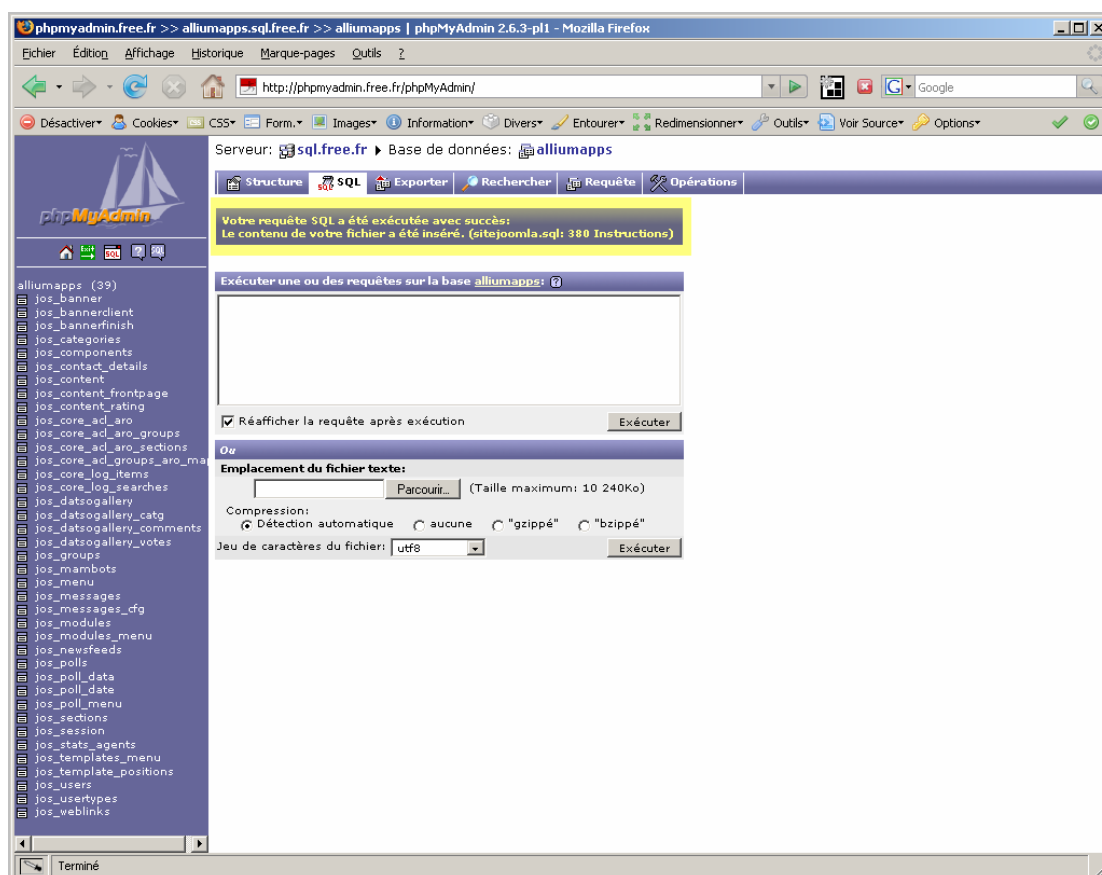 phpmyadmin.free.fr >> alliumapps.sql.free.fr >> alliumapps | phpMyAdmin 2.6.3-pl1 - Mozilla Firefox
Fichier Édition Affichage Historique Marque-pages Outils ?
http://phpmyadmin.free.fr/phpMyAdmin/
G Google
Désactiver Cookies CSS Form. Images Information Divers Entourer Redimensionner Outils Voir Source Options
Serveur: sql.free.fr Base de données: alliumapps
Structure SQL Exporter Rechercher Requête Opérations
phpMyAdmin
Votre requête SQL a été exécutée avec succès:
Le contenu de votre fichier a été inséré. (sitejoomla.sql: 380 Instructions)
Exit SQL ? SQL
Exécuter une ou des requêtes sur la base alliumapps: ?
Réafficher la requête après exécution Exécuter
Ou
Emplacement du fichier texte:
Parcourir... (Taille maximum: 10 240Ko)
Compression:
Détection automatique aucune "gzippé" "bzippé"
Jeu de caractères du fichier: utf8 Exécuter
alliumapps (39)
jos_banner
jos_bannerclient
jos_bannerfinish
jos_categories
jos_components
jos_contact_details
jos_content
jos_content_frontpage
jos_content_rating
jos_core_acl_aro
jos_core_acl_aro_groups
jos_core_acl_aro_sections
jos_core_acl_groups_aro_ma
jos_core_log_items
jos_core_log_searches
jos_datsogallery
jos_datsogallery_catg
jos_datsogallery_comments
jos_datsogallery_votes
jos_groups
jos_mambots
jos_menu
jos_messages
jos_messages_cfg
jos_modules
jos_modules_menu
jos_newsfeeds
jos_polls
jos_poll_data
jos_poll_date
jos_poll_menu
jos_sections
jos_session
jos_stats_agents
jos_templates_menu
jos_template_positions
jos_users
jos_usertypes
jos_weblinks
Terminé